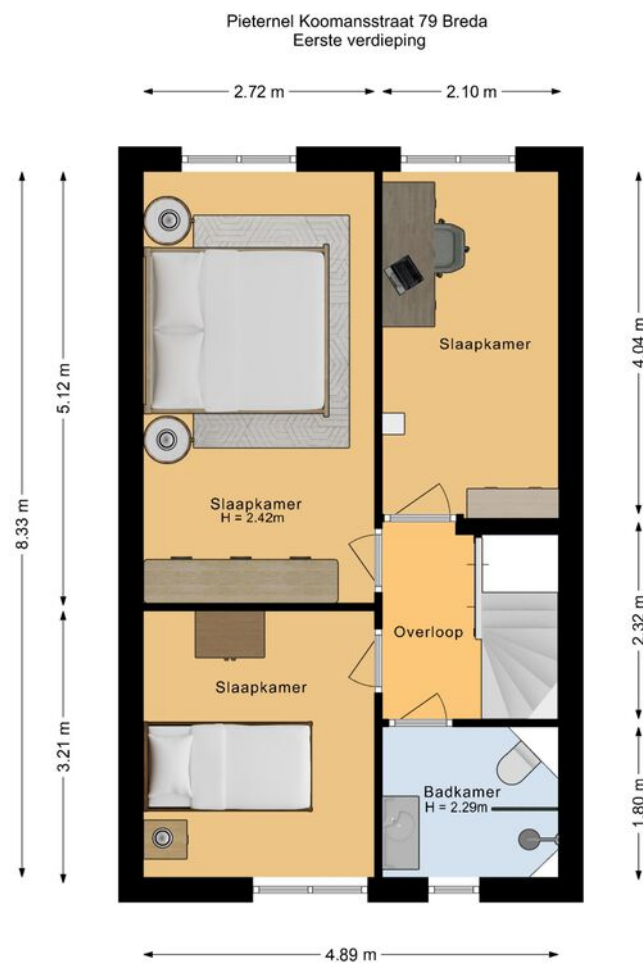 Pieternel Koomansstraat 79 Breda
Eerste verdieping
2.72 m
2.10 m
8.33 m
5.12 m
4.04 m
Slaapkamer
Slaapkamer
H = 2.42m
2.32 m
Overloop
3.21 m
Slaapkamer
1.80 m
Badkamer
H = 2.29m
4.89 m